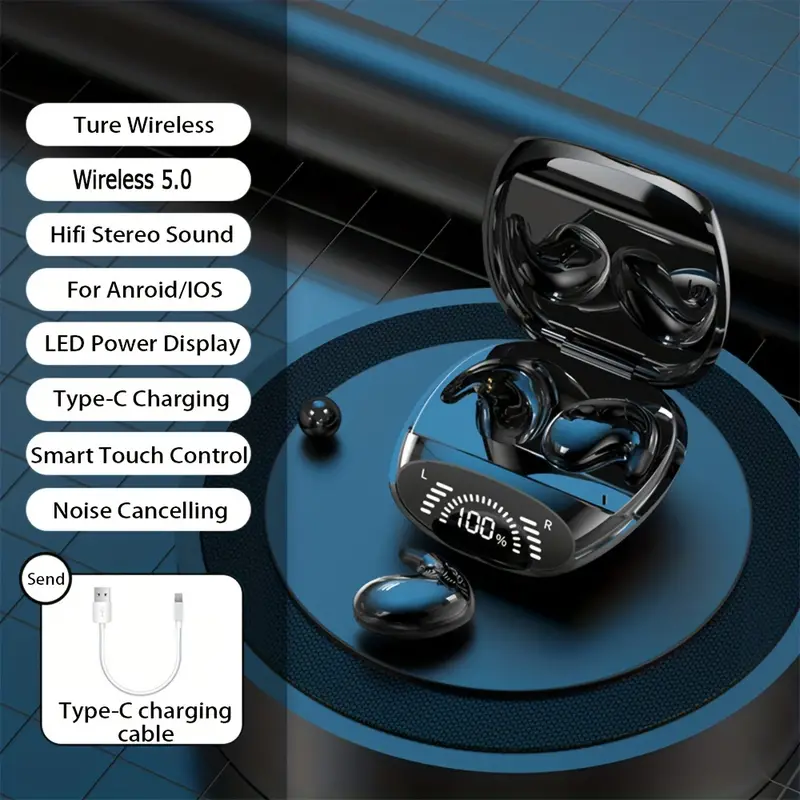 Ture Wireless
Wireless 5.0
Hifi Stereo Sound
For Anroid/IOS
LED Power Display
Type-C Charging
Smart Touch Control
Noise Cancelling
Send
Type-C charging
cable
L
R
100%